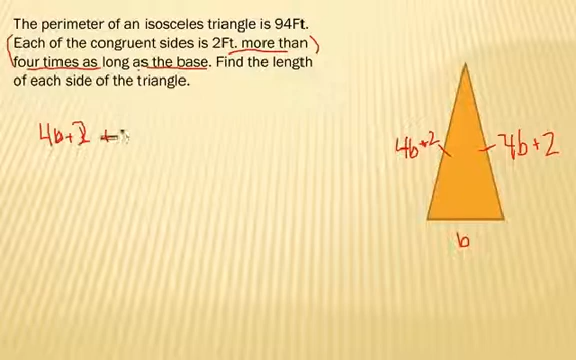 The perimeter of an isosceles triangle is 94Ft.
(Each of the congruent sides is 2Ft. more than)
four times as long as the base. Find the length
of each side of the triangle.
4b+2 +
4b+2
4b+2
b